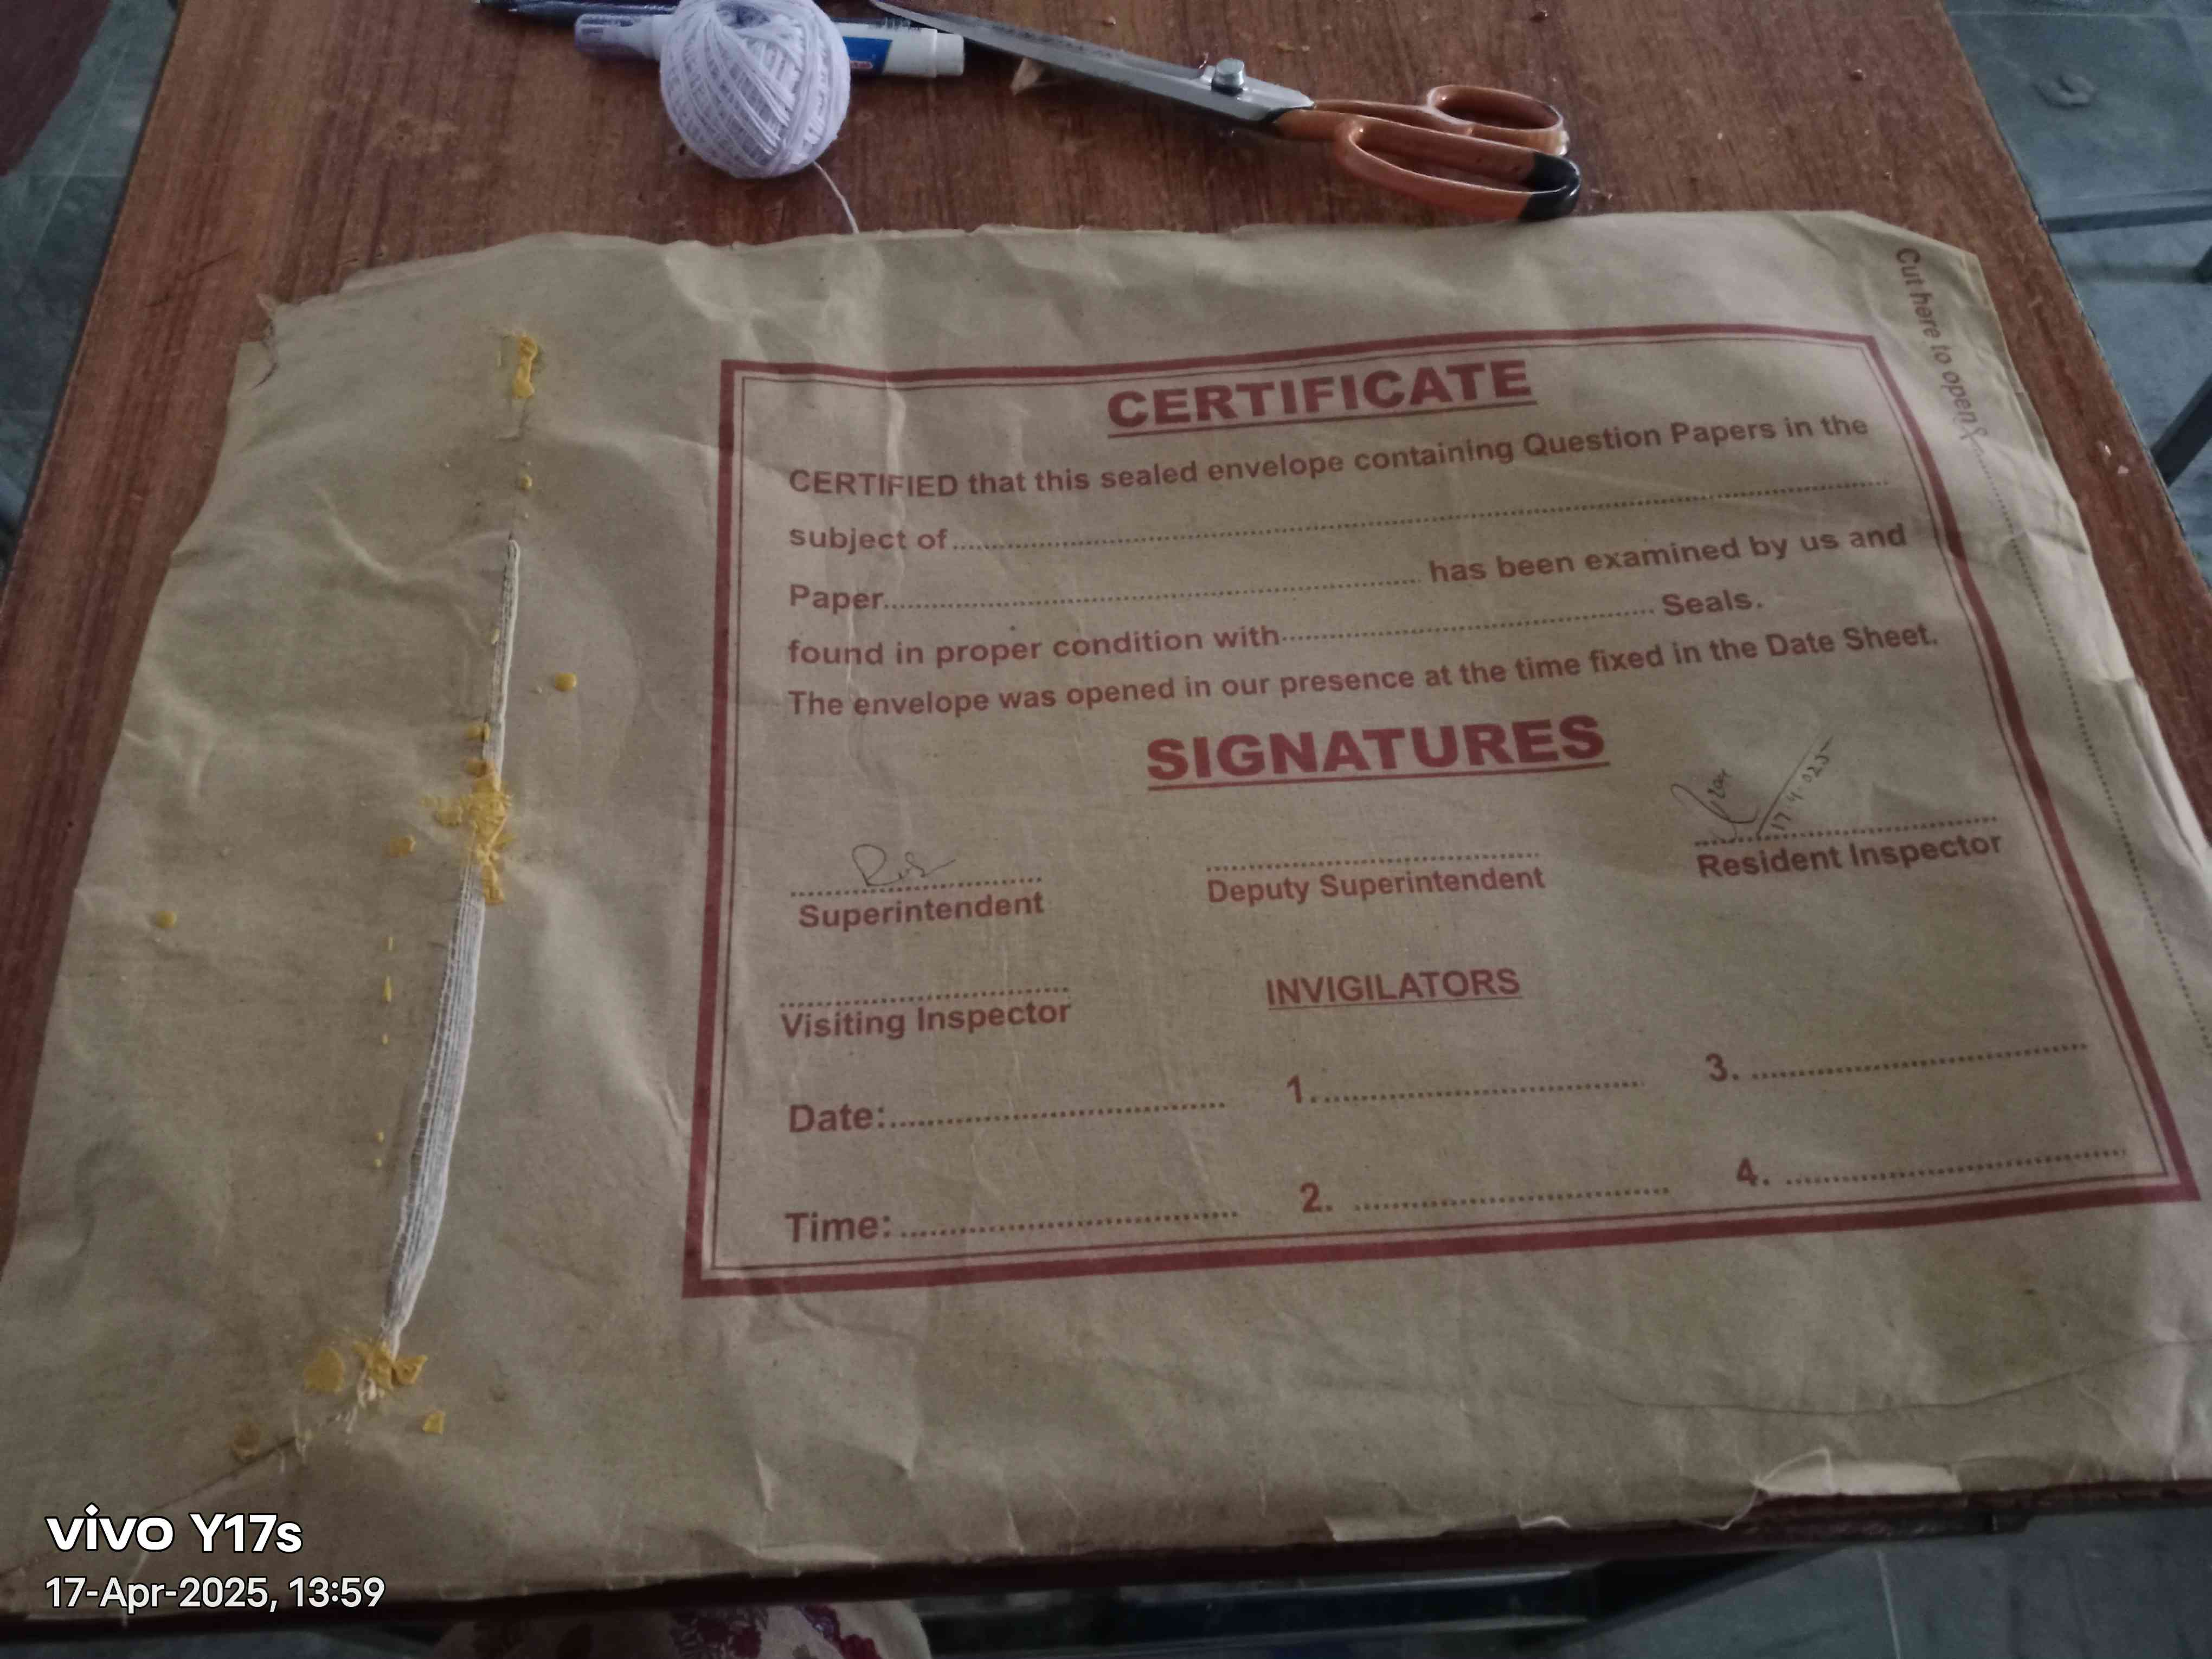 Cut here to open
CERTIFICATE
CERTIFIED that this sealed envelope containing Question Papers in the
subject of
Paper has been examined by us and
found in proper condition with Seals.
The envelope was opened in our presence at the time fixed in the Date Sheet.
SIGNATURES
17.4.025
Superintendent
Deputy Superintendent
Resident Inspector
Visiting Inspector
INVIGILATORS
Date:
1.
3.
Time:
2.
4.
vivo Y17s
17-Apr-2025, 13:59